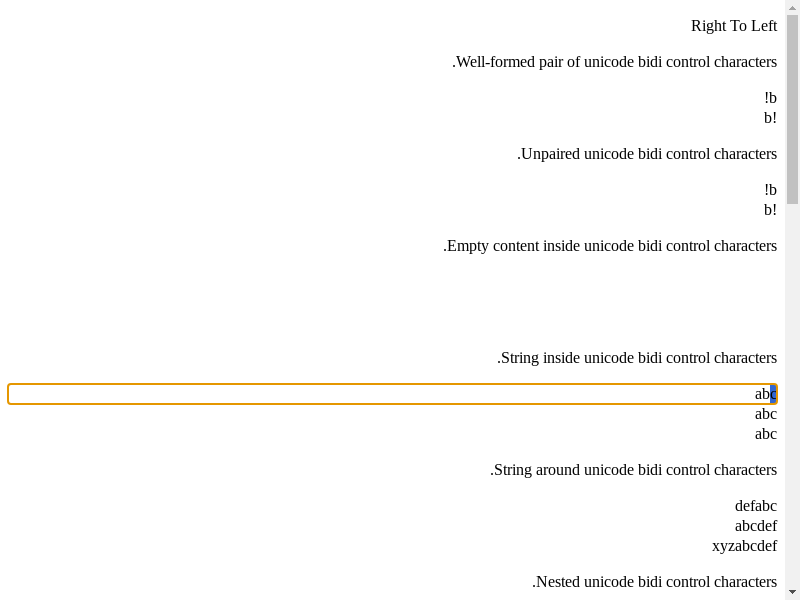 Right To Left
.Well-formed pair of unicode bidi control characters
!b
b!
.Unpaired unicode bidi control characters
!b
b!
.Empty content inside unicode bidi control characters
.String inside unicode bidi control characters
abc
abc
abc
.String around unicode bidi control characters
defabc
abcdef
xyzabcdef
.Nested unicode bidi control characters